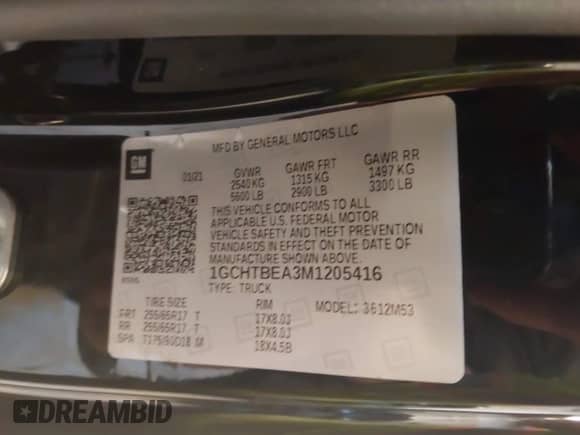 MFD BY GENERAL MOTORS LLC
GM
01/21
GVWR GAWR FRT GAWR RR
2540 KG 1315 KG 1497 KG
5600 LB 2900 LB 3300 LB
THIS VEHICLE CONFORMS TO ALL
APPLICABLE U.S. FEDERAL MOTOR
VEHICLE SAFETY AND THEFT PREVENTION
STANDARDS IN EFFECT ON THE DATE OF
MANUFACTURE SHOWN ABOVE.
1GCHTBEA3M1205416
TYPE: TRUCK
TIRE SIZE RIM MODEL: 3612M53
FRT 255/65R17 T 17X8.0J
RR 255/65R17 T 17X8.0J
SPA T175/90D18 M 18X4.5B
DREAMBID